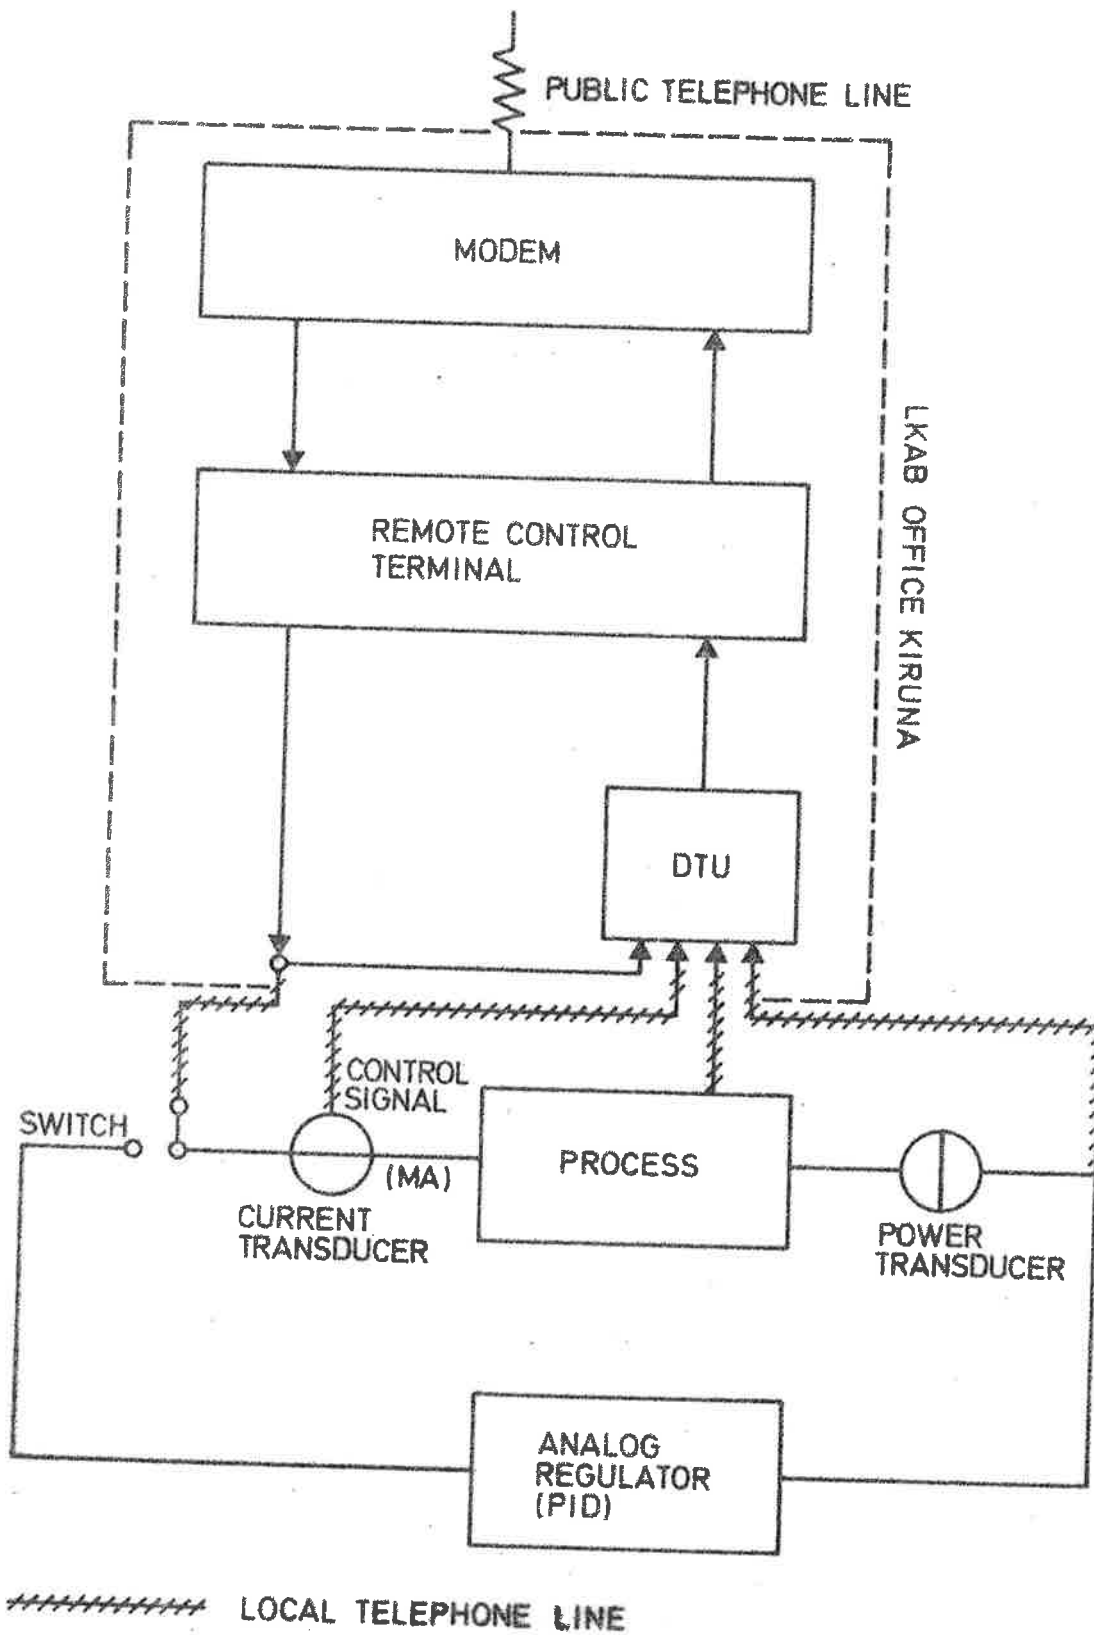 PUBLIC TELEPHONE LINE
MODEM
LKAB OFFICE KIRUNA
REMOTE CONTROL
TERMINAL
DTU
CONTROL
SIGNAL
SWITCH
(MA)
PROCESS
CURRENT
TRANSDUCER
POWER
TRANSDUCER
ANALOG
REGULATOR
(PID)
LOCAL TELEPHONE LINE